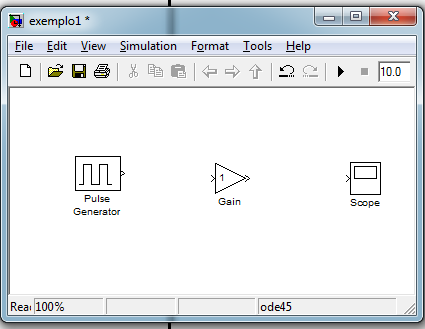 exemplo1 *
File Edit View Simulation Format Tools Help
10.0
1
Pulse
Generator
Gain
Scope
Rea 100% ode45